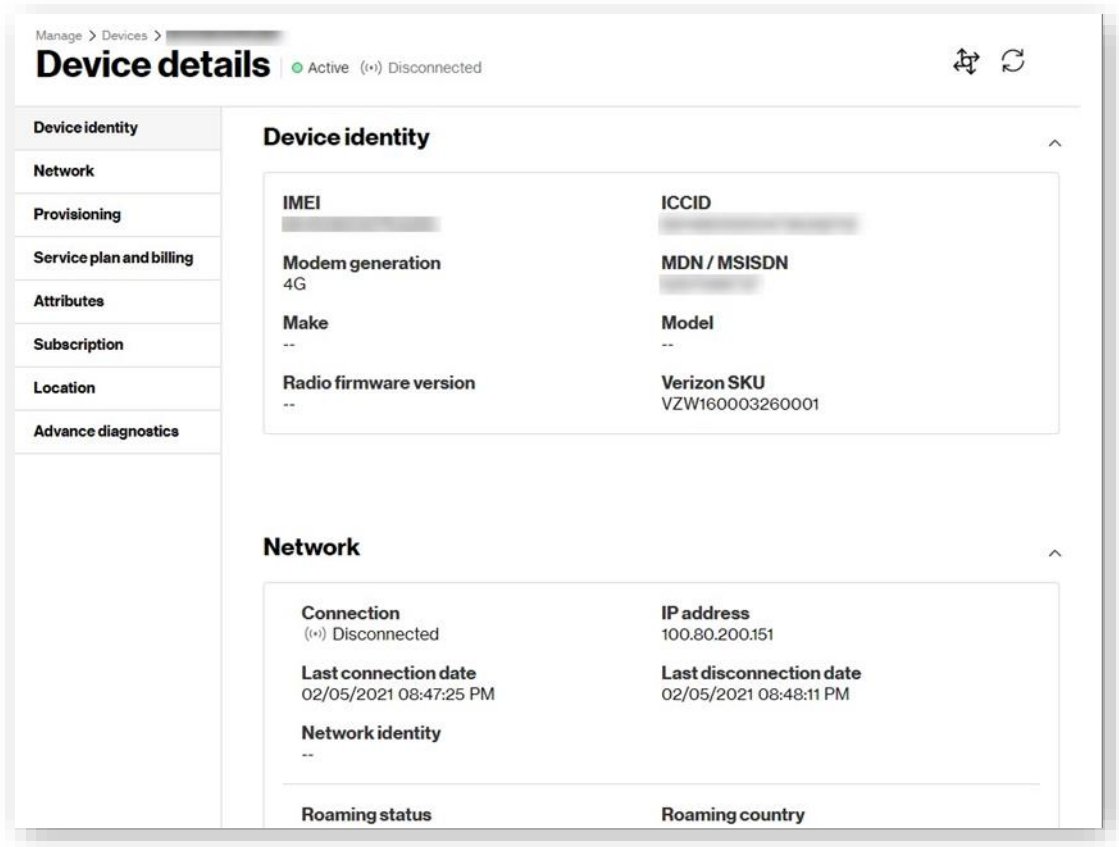 Manage > Devices >
Device details Active Disconnected
Device identity
Network
Provisioning
Service plan and billing
Attributes
Subscription
Location
Advance diagnostics
Device identity
IMEI
ICCID
Modem generation
4G
MDN / MSISDN
Make
--
Model
--
Radio firmware version
--
Verizon SKU
VZW160003260001
Network
Connection
Disconnected
IP address
100.80.200.151
Last connection date
02/05/2021 08:47:25 PM
Last disconnection date
02/05/2021 08:48:11 PM
Network identity
--
Roaming status
Roaming country